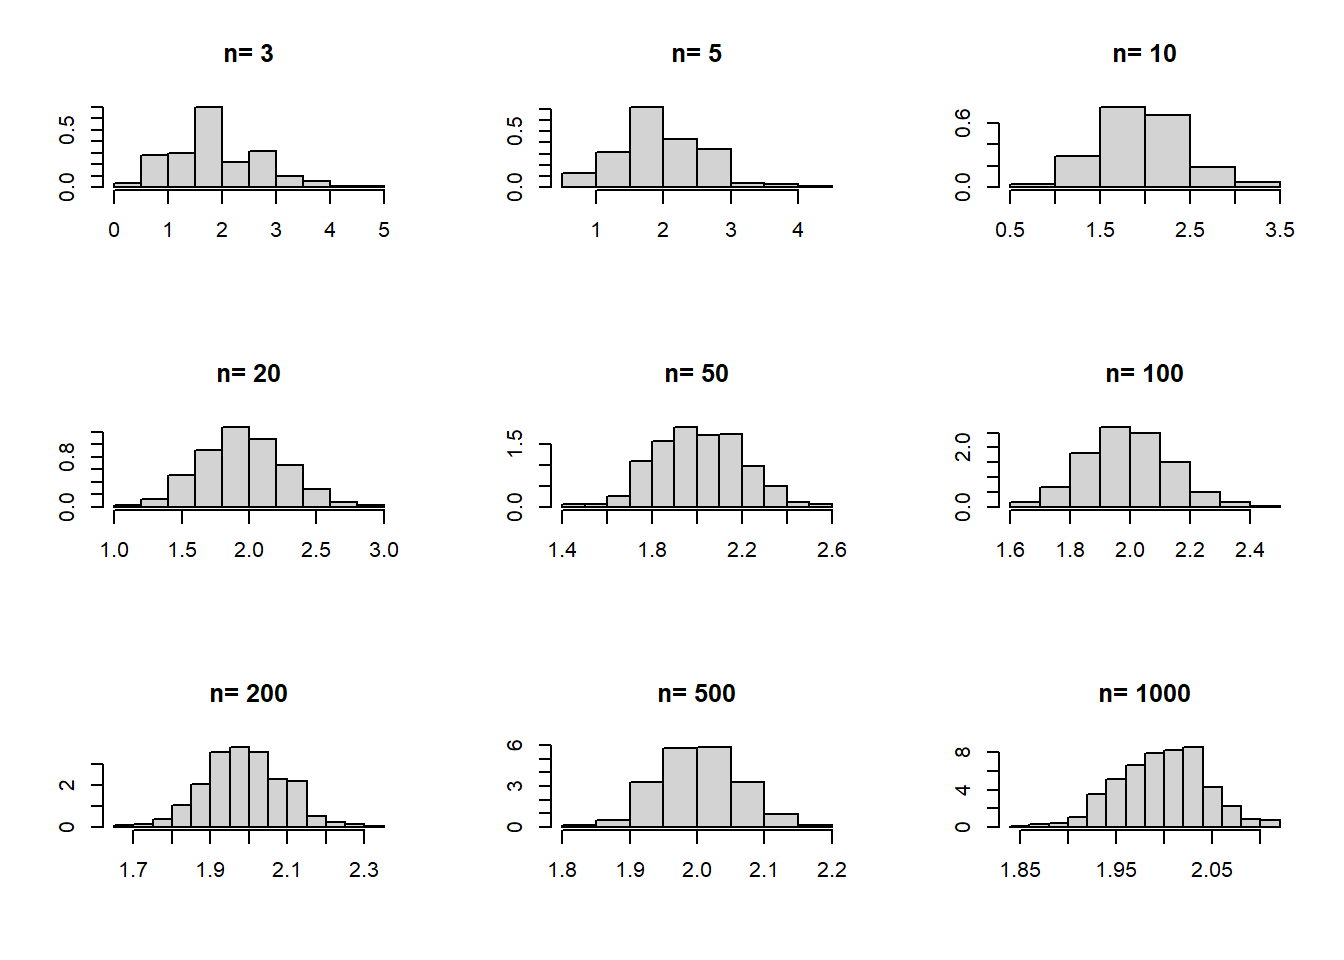 n= 3
0.0 0.5
0 1 2 3 4 5
n= 5
0.0 0.5
1 2 3 4
n= 10
0.0 0.6
0.5 1.5 2.5 3.5
n= 20
0.0 0.8
1.0 1.5 2.0 2.5 3.0
n= 50
0.0 1.5
1.4 1.8 2.2 2.6
n= 100
0.0 2.0
1.6 1.8 2.0 2.2 2.4
n= 200
0 2
1.7 1.9 2.1 2.3
n= 500
0 3 6
1.8 1.9 2.0 2.1 2.2
n= 1000
0 4 8
1.85 1.95 2.05